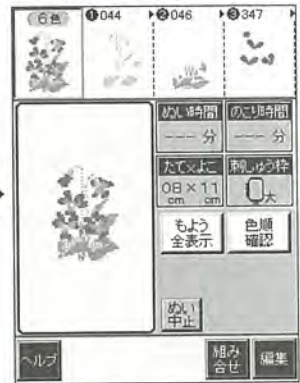 6色 ❶044 ❷046 ❸347
ぬい時間 のこり時間
--- 分 --- 分
たて×よこ 刺しゅう枠
08 × 11 大
cm cm
もよう 色順
全表示 確認
ぬい
中止
ヘルプ 組み 編集
合せ